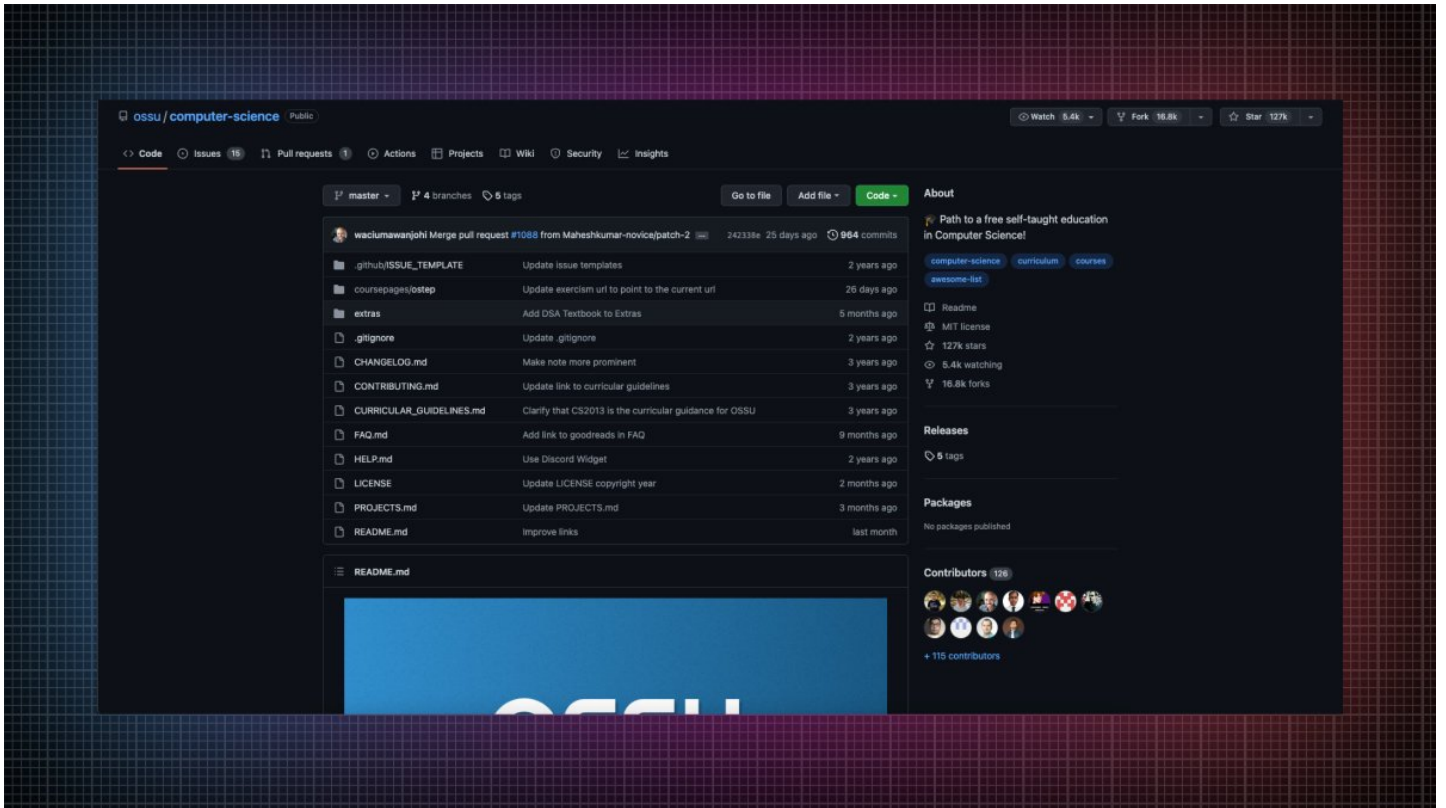 ossu / computer-science Public
Watch 5.4k Fork 16.8k Star 127k
Code Issues 15 Pull requests 1 Actions Projects Wiki Security Insights
master 4 branches 5 tags Go to file Add file Code
waciumawanjohi Merge pull request #1088 from Maheshkumar-novice/patch-2 242338e 25 days ago 964 commits
.github/ISSUE_TEMPLATE Update issue templates 2 years ago
coursepages/ostep Update exercism url to point to the current url 26 days ago
extras Add DSA Textbook to Extras 5 months ago
.gitignore Update .gitignore 2 years ago
CHANGELOG.md Make note more prominent 3 years ago
CONTRIBUTING.md Update link to curricular guidelines 3 years ago
CURRICULAR_GUIDELINES.md Clarify that CS2013 is the curricular guidance for OSSU 3 years ago
FAQ.md Add link to goodreads in FAQ 9 months ago
HELP.md Use Discord Widget 2 years ago
LICENSE Update LICENSE copyright year 2 months ago
PROJECTS.md Update PROJECTS.md 3 months ago
README.md Improve links last month
README.md
OSSU
About
Path to a free self-taught education
in Computer Science!
computer-science curriculum courses
awesome-list
Readme
MIT license
127k stars
5.4k watching
16.8k forks
Releases
5 tags
Packages
No packages published
Contributors 126
+ 115 contributors